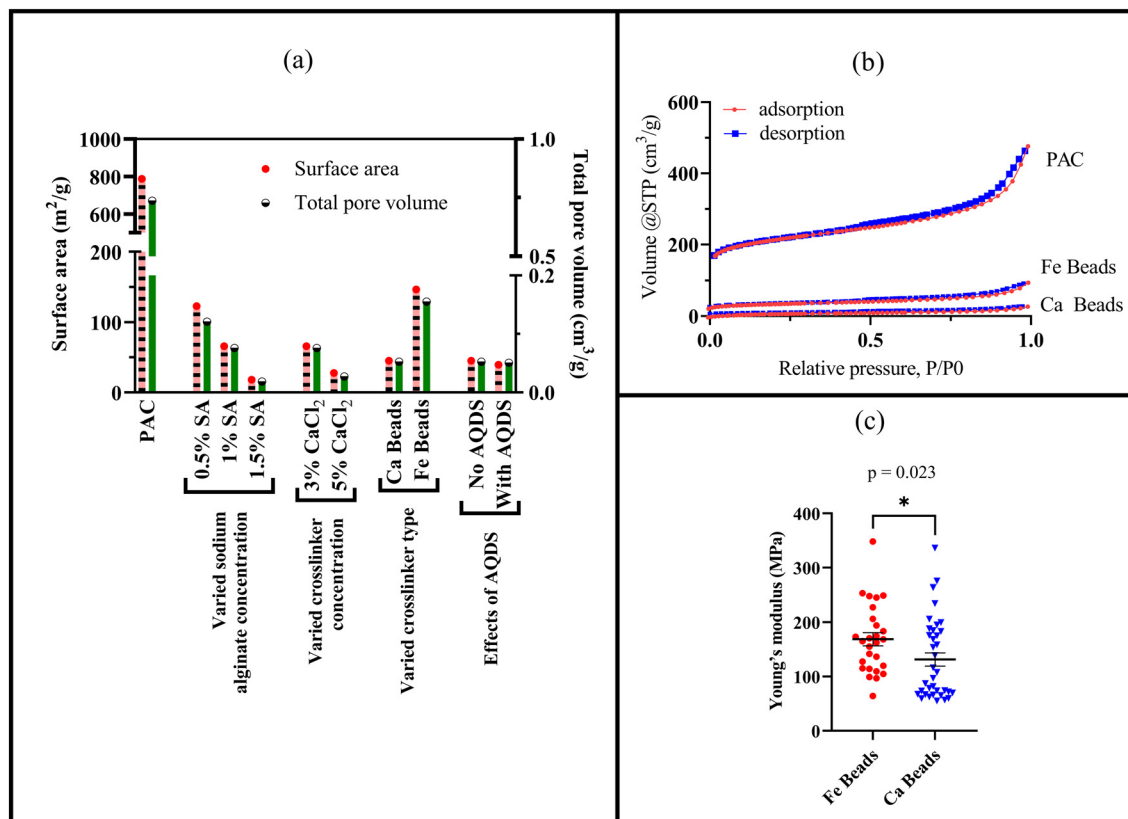 (a)
1000
800
600
200
100
0
Surface area (m²/g)
1.0
0.5
0.2
0.0
Total pore volume (cm³/g)
Surface area
Total pore volume
PAC
0.5% SA
1% SA
1.5% SA
3% CaCl₂
5% CaCl₂
Ca Beads
Fe Beads
No AQDS
With AQDS
Varied sodium
alginate concentration
Varied crosslinker
concentration
Varied crosslinker type
Effects of AQDS
(b)
600
400
200
0
Volume @STP (cm³/g)
adsorption
desorption
PAC
Fe Beads
Ca Beads
0.0
0.5
1.0
Relative pressure, P/P0
(c)
p = 0.023
*
400
300
200
100
0
Young's modulus (MPa)
Fe Beads
Ca Beads